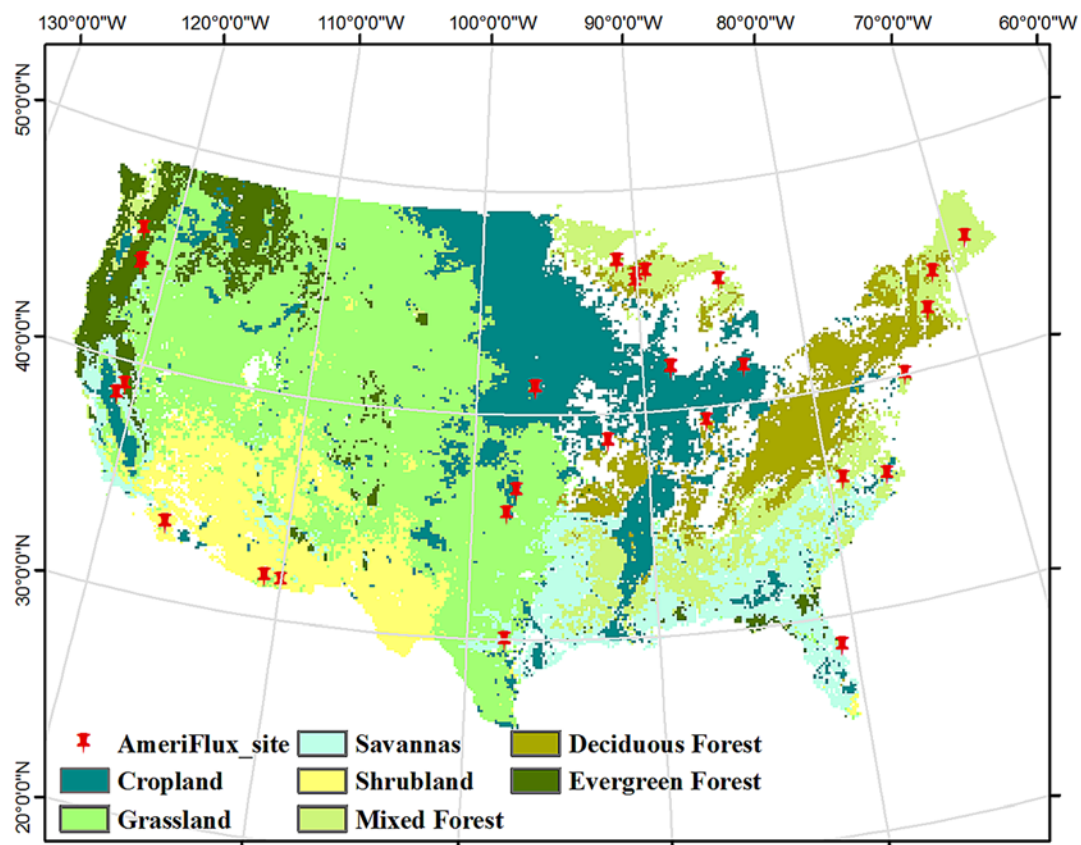 130°0'0"W 120°0'0"W 110°0'0"W 100°0'0"W 90°0'0"W 80°0'0"W 70°0'0"W 60°0'0"W
50°0'0"N
40°0'0"N
30°0'0"N
20°0'0"N
AmeriFlux_site Savannas Deciduous Forest
Cropland Shrubland Evergreen Forest
Grassland Mixed Forest